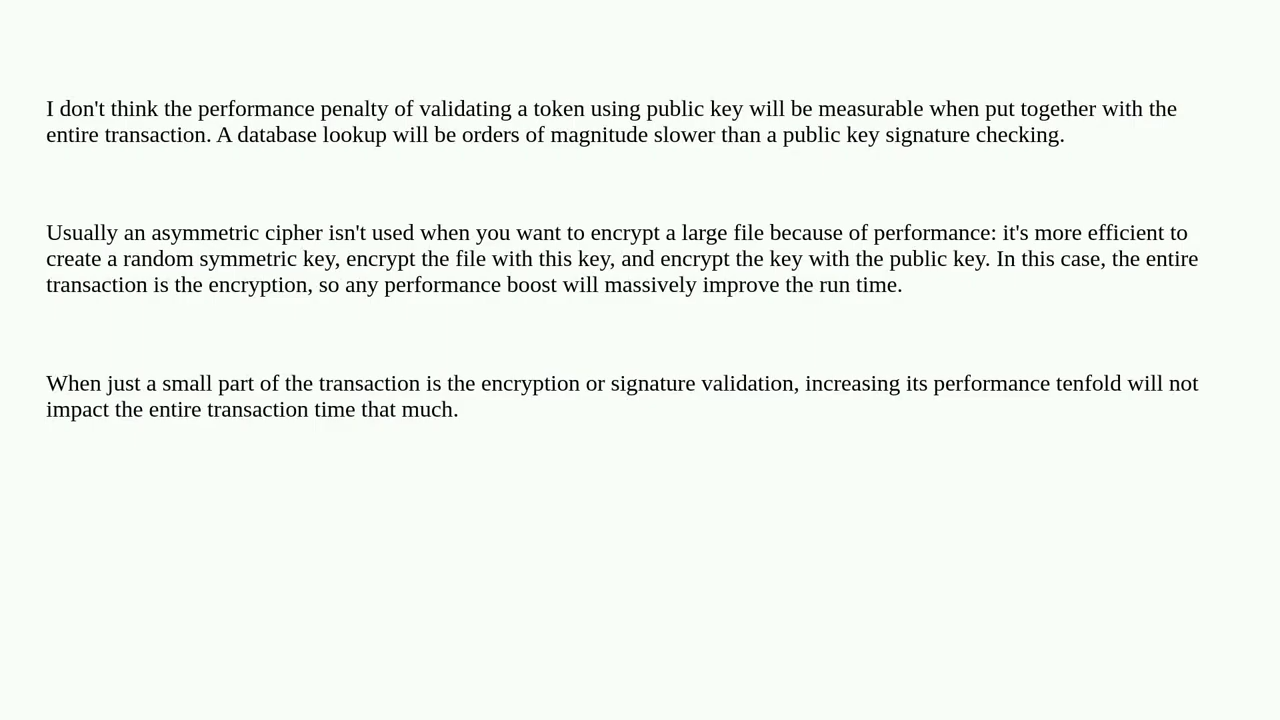 I don't think the performance penalty of validating a token using public key will be measurable when put together with the
entire transaction. A database lookup will be orders of magnitude slower than a public key signature checking.
Usually an asymmetric cipher isn't used when you want to encrypt a large file because of performance: it's more efficient to
create a random symmetric key, encrypt the file with this key, and encrypt the key with the public key. In this case, the entire
transaction is the encryption, so any performance boost will massively improve the run time.
When just a small part of the transaction is the encryption or signature validation, increasing its performance tenfold will not
impact the entire transaction time that much.